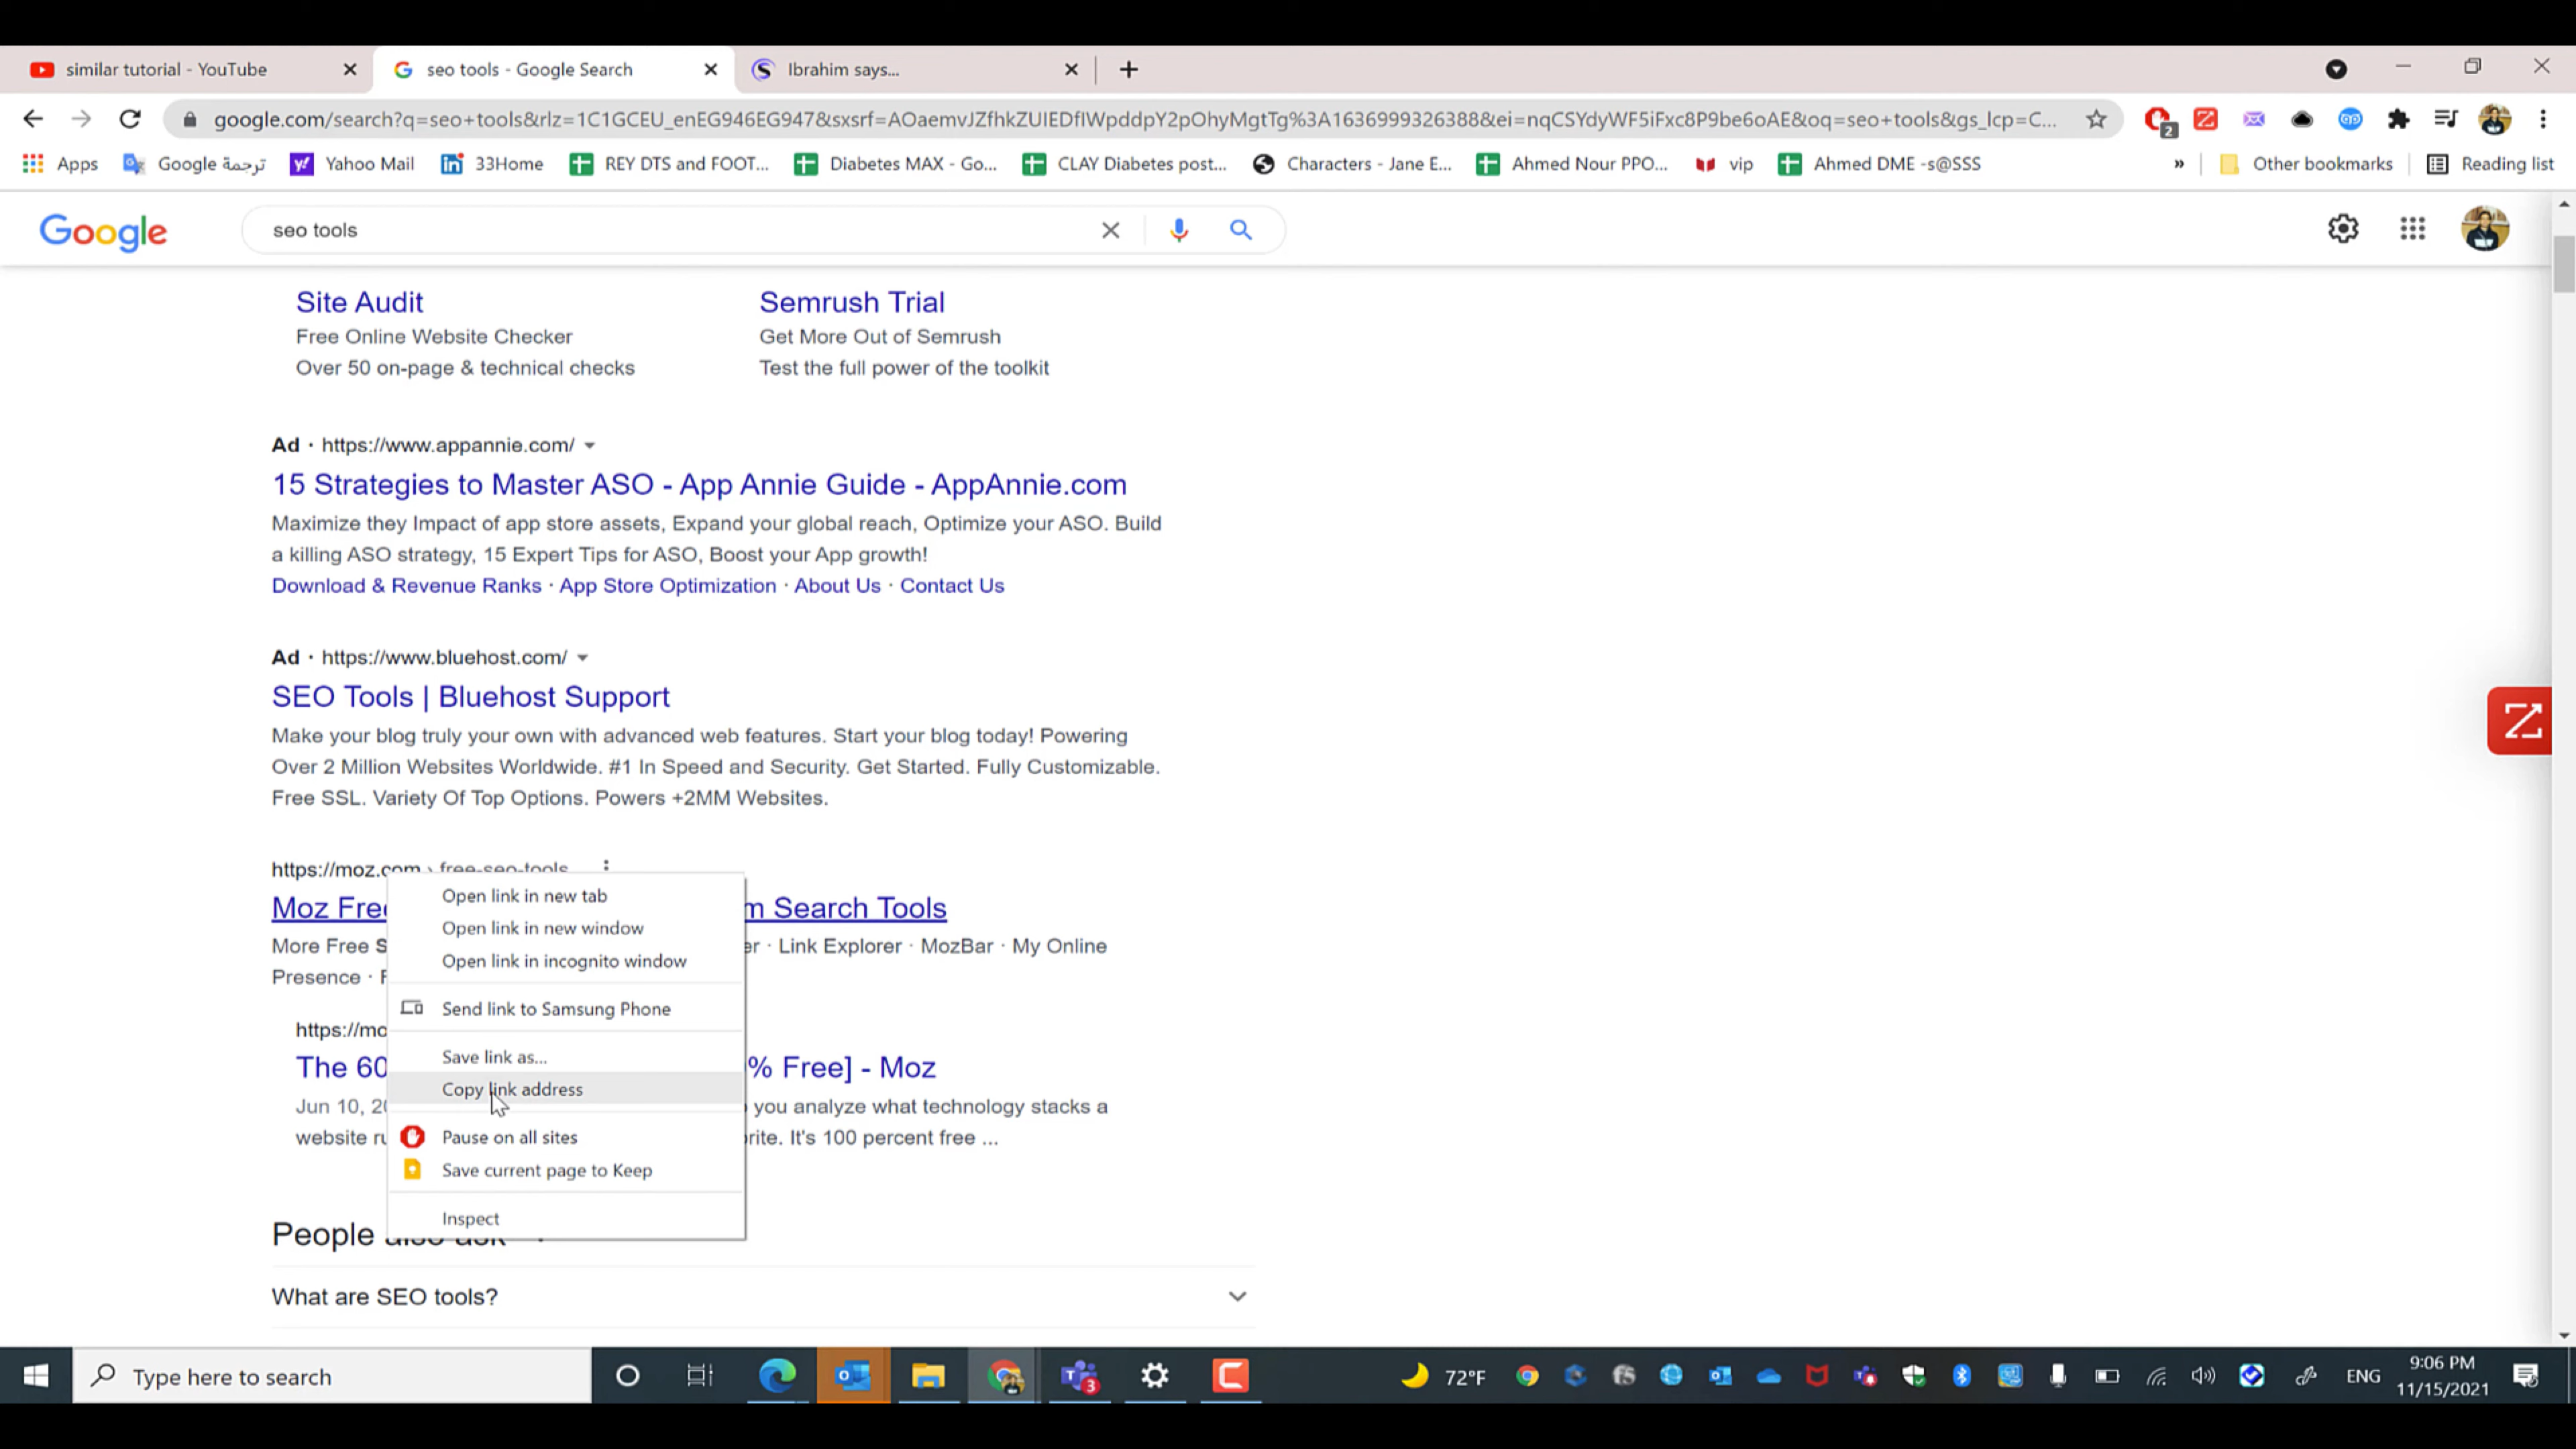 similar tutorial - YouTube
seo tools - Google Search
Ibrahim says...
google.com/search?q=seo+tools&rlz=1C1GCEU_enEG946EG947&sxsrf=AOaemvJZfhkZUIEDfIWpddpY2pOhyMgtTg%3A1636999326388&ei=nqCSYdyWF5iFxc8P9be6oAE&oq=seo+tools&gs_lcp=C...
2
Apps
Google ترجمة
Yahoo Mail
33Home
REY DTS and FOOT...
Diabetes MAX - Go...
CLAY Diabetes post...
Characters - Jane E...
Ahmed Nour PPO...
vip
Ahmed DME -s@SSS
»
Other bookmarks
Reading list
Google
seo tools
Site Audit
Free Online Website Checker
Over 50 on-page & technical checks
Semrush Trial
Get More Out of Semrush
Test the full power of the toolkit
Ad · https://www.appannie.com/
15 Strategies to Master ASO - App Annie Guide - AppAnnie.com
Maximize they Impact of app store assets, Expand your global reach, Optimize your ASO. Build
a killing ASO strategy, 15 Expert Tips for ASO, Boost your App growth!
Download & Revenue Ranks · App Store Optimization · About Us · Contact Us
Ad · https://www.bluehost.com/
SEO Tools | Bluehost Support
Make your blog truly your own with advanced web features. Start your blog today! Powering
Over 2 Million Websites Worldwide. #1 In Speed and Security. Get Started. Fully Customizable.
Free SSL. Variety Of Top Options. Powers +2MM Websites.
https://moz.com › free-seo-tools
Moz Free m Search Tools
More Free S er · Link Explorer · MozBar · My Online
Presence ·
https://mo
The 60 % Free] - Moz
Jun 10, 20 you analyze what technology stacks a
website ru rite. It's 100 percent free ...
Open link in new tab
Open link in new window
Open link in incognito window
Send link to Samsung Phone
Save link as...
Copy link address
Pause on all sites
Save current page to Keep
Inspect
People also ask
What are SEO tools?
Type here to search
3
72°F
ENG
9:06 PM
11/15/2021